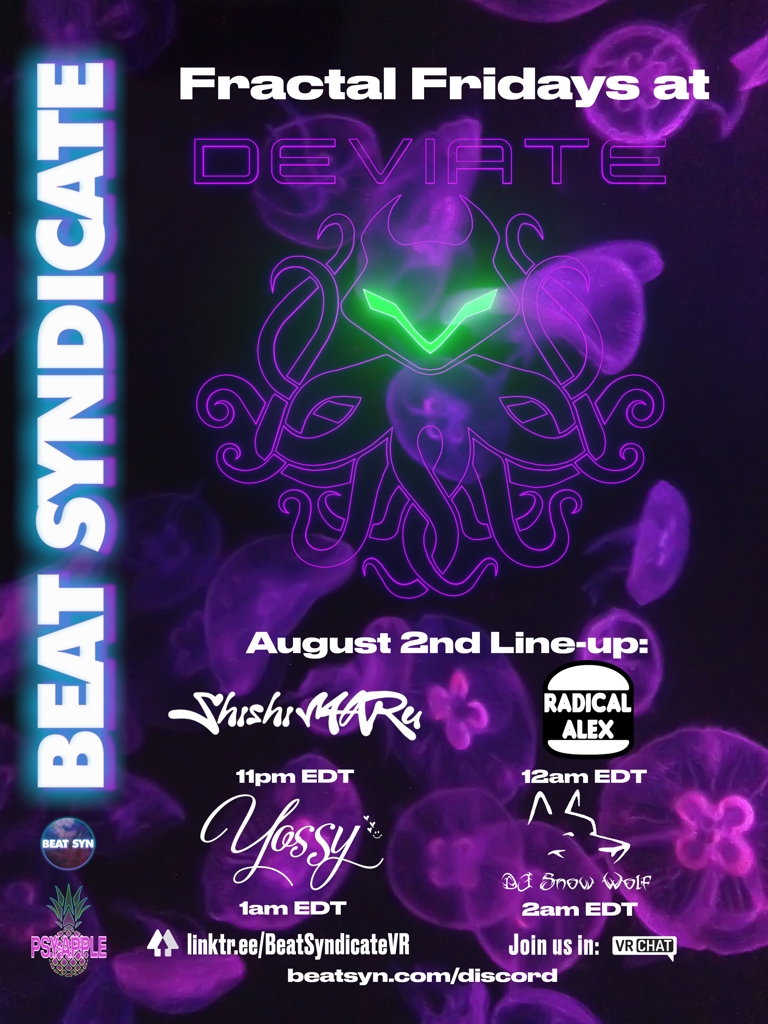 BEAT SYNDICATE
Fractal Fridays at
DEVIATE
August 2nd Line-up:
ShishiMARu
RADICAL
ALEX
11pm EDT
12am EDT
Yossy
DJ Snow Wolf
1am EDT
2am EDT
BEAT SYN
PSYAPPLE
linktr.ee/BeatSyndicateVR
Join us in: VRCHAT
beatsyn.com/discord